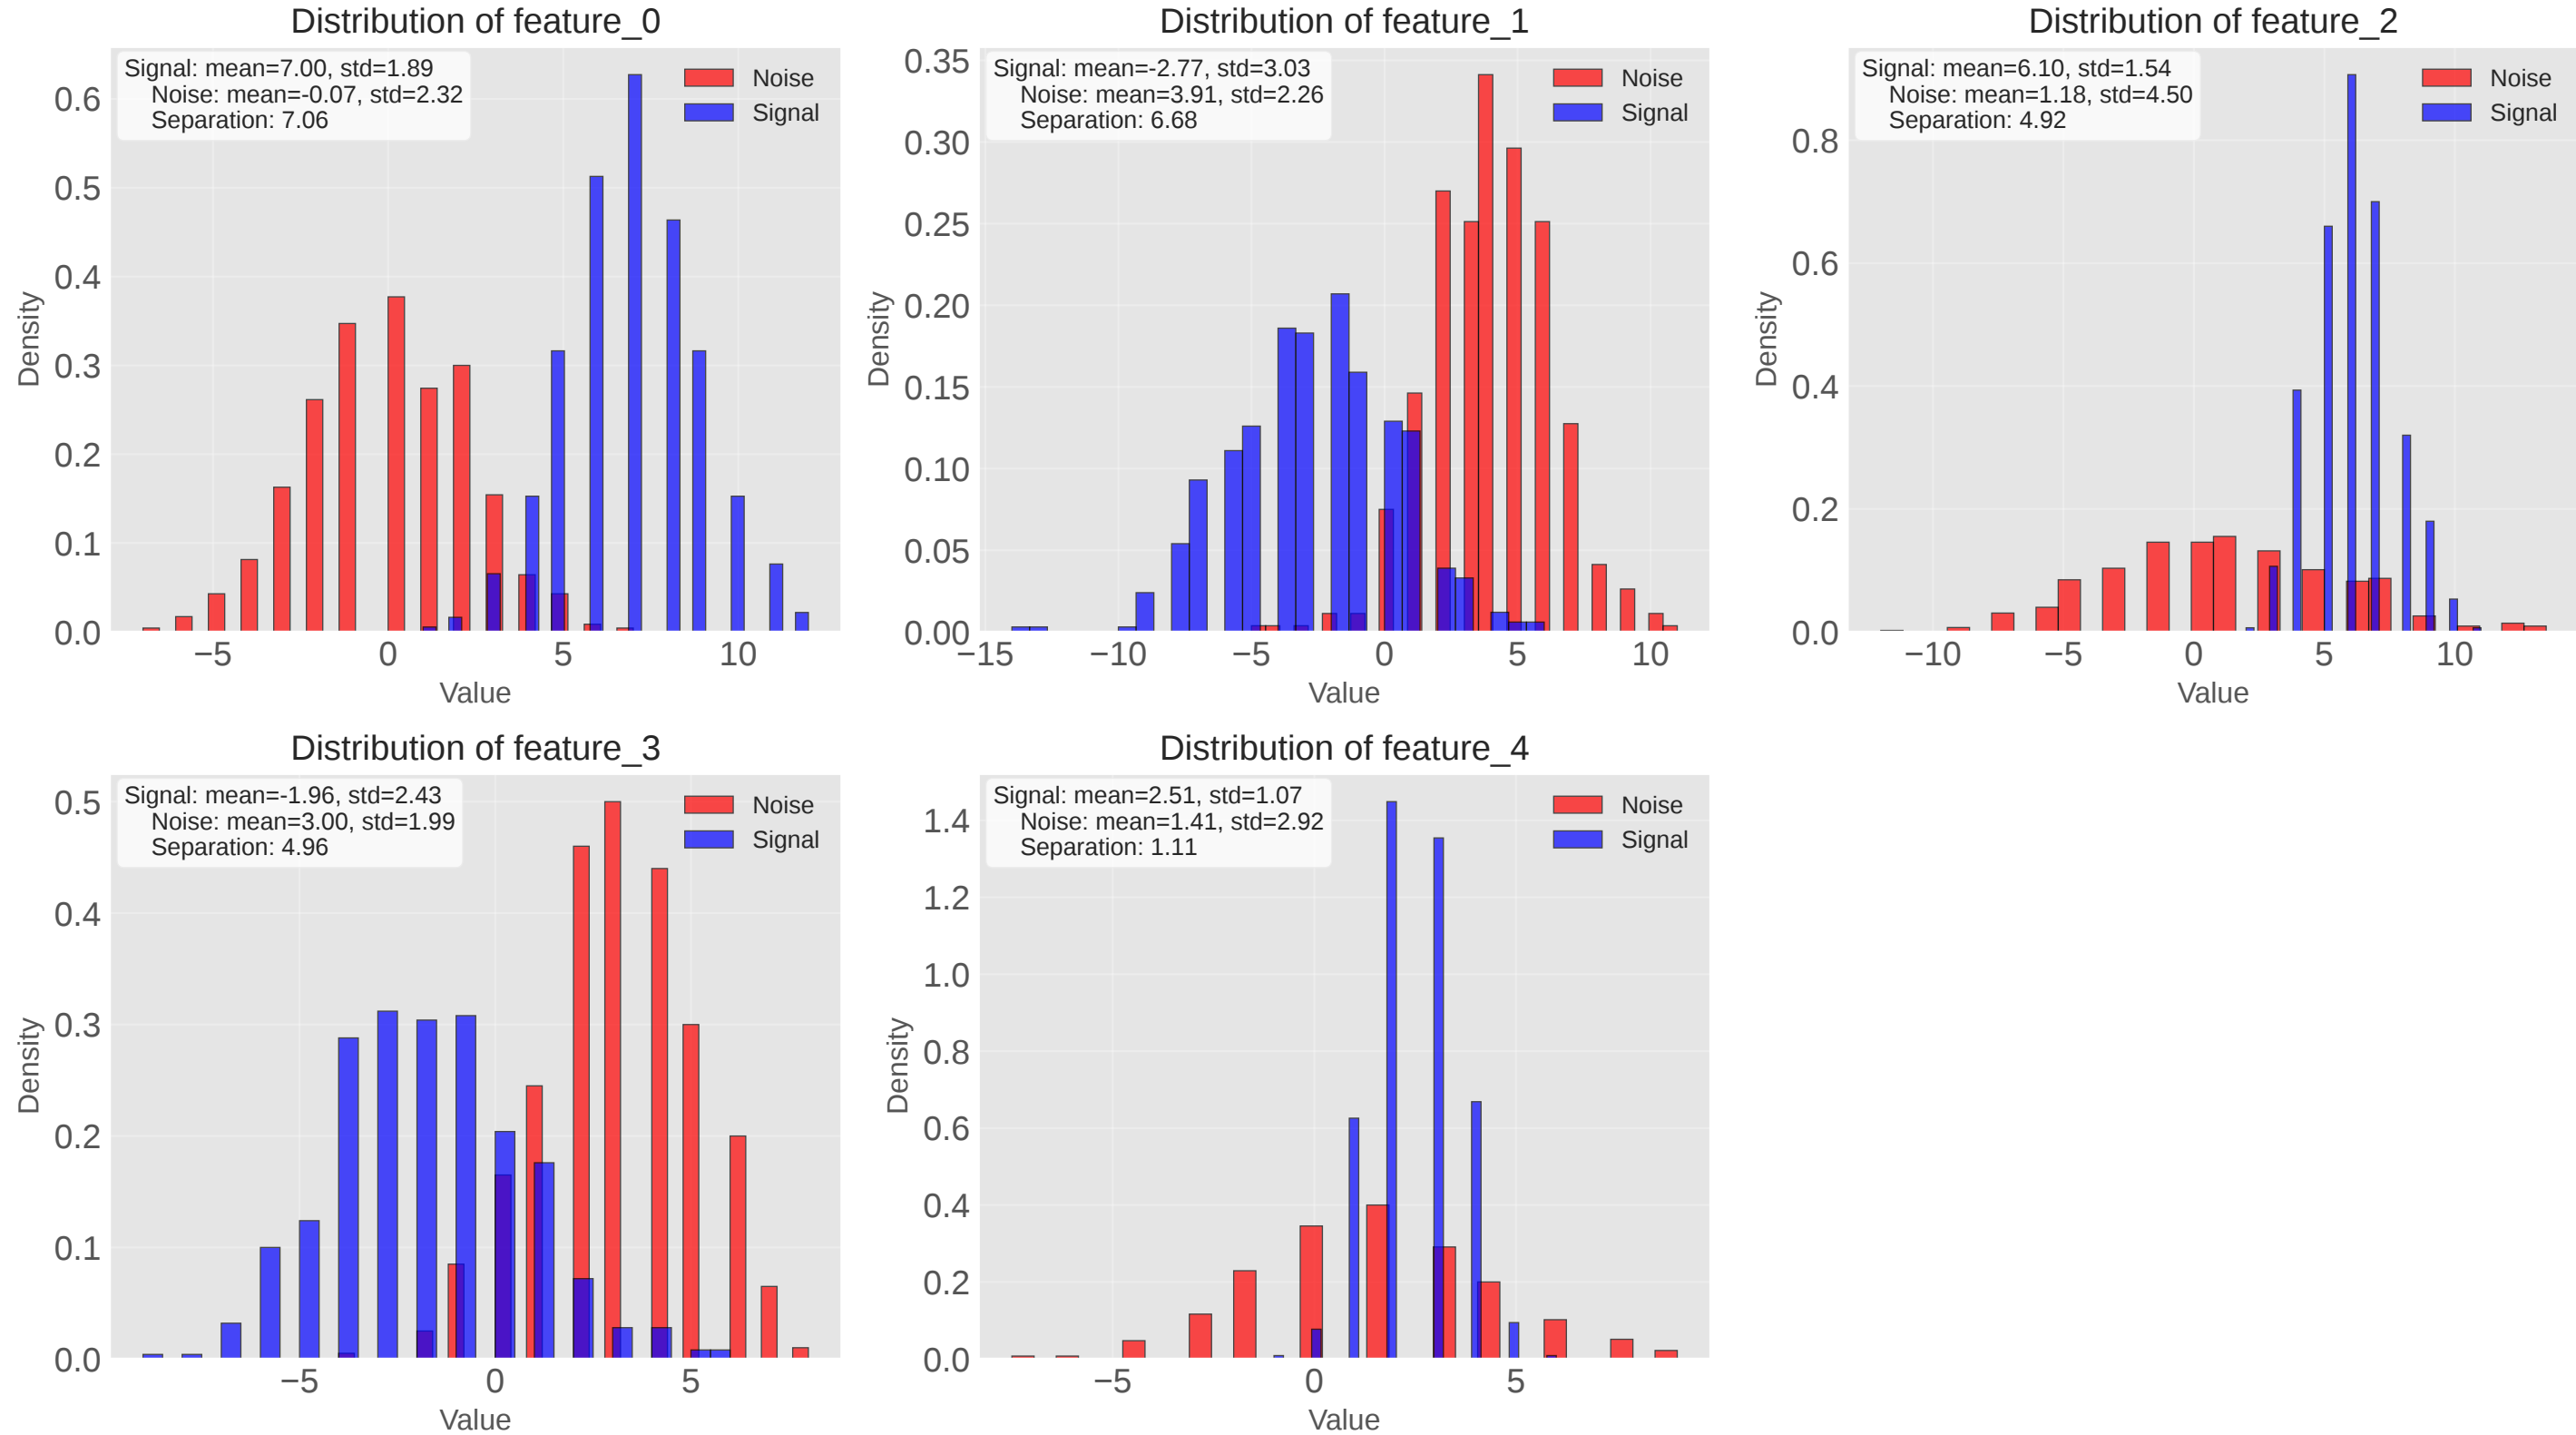 Distribution of feature_0
Signal: mean=7.00, std=1.89
Noise: mean=-0.07, std=2.32
Separation: 7.06
Noise
Signal
Density
0.6
0.5
0.4
0.3
0.2
0.1
0.0
−5
0
5
10
Value
Distribution of feature_1
Signal: mean=-2.77, std=3.03
Noise: mean=3.91, std=2.26
Separation: 6.68
Noise
Signal
Density
0.35
0.30
0.25
0.20
0.15
0.10
0.05
0.00
−15
−10
−5
0
5
10
Value
Distribution of feature_2
Signal: mean=6.10, std=1.54
Noise: mean=1.18, std=4.50
Separation: 4.92
Noise
Signal
Density
0.8
0.6
0.4
0.2
0.0
−10
−5
0
5
10
Value
Distribution of feature_3
Signal: mean=-1.96, std=2.43
Noise: mean=3.00, std=1.99
Separation: 4.96
Noise
Signal
Density
0.5
0.4
0.3
0.2
0.1
0.0
−5
0
5
Value
Distribution of feature_4
Signal: mean=2.51, std=1.07
Noise: mean=1.41, std=2.92
Separation: 1.11
Noise
Signal
Density
1.4
1.2
1.0
0.8
0.6
0.4
0.2
0.0
−5
0
5
Value